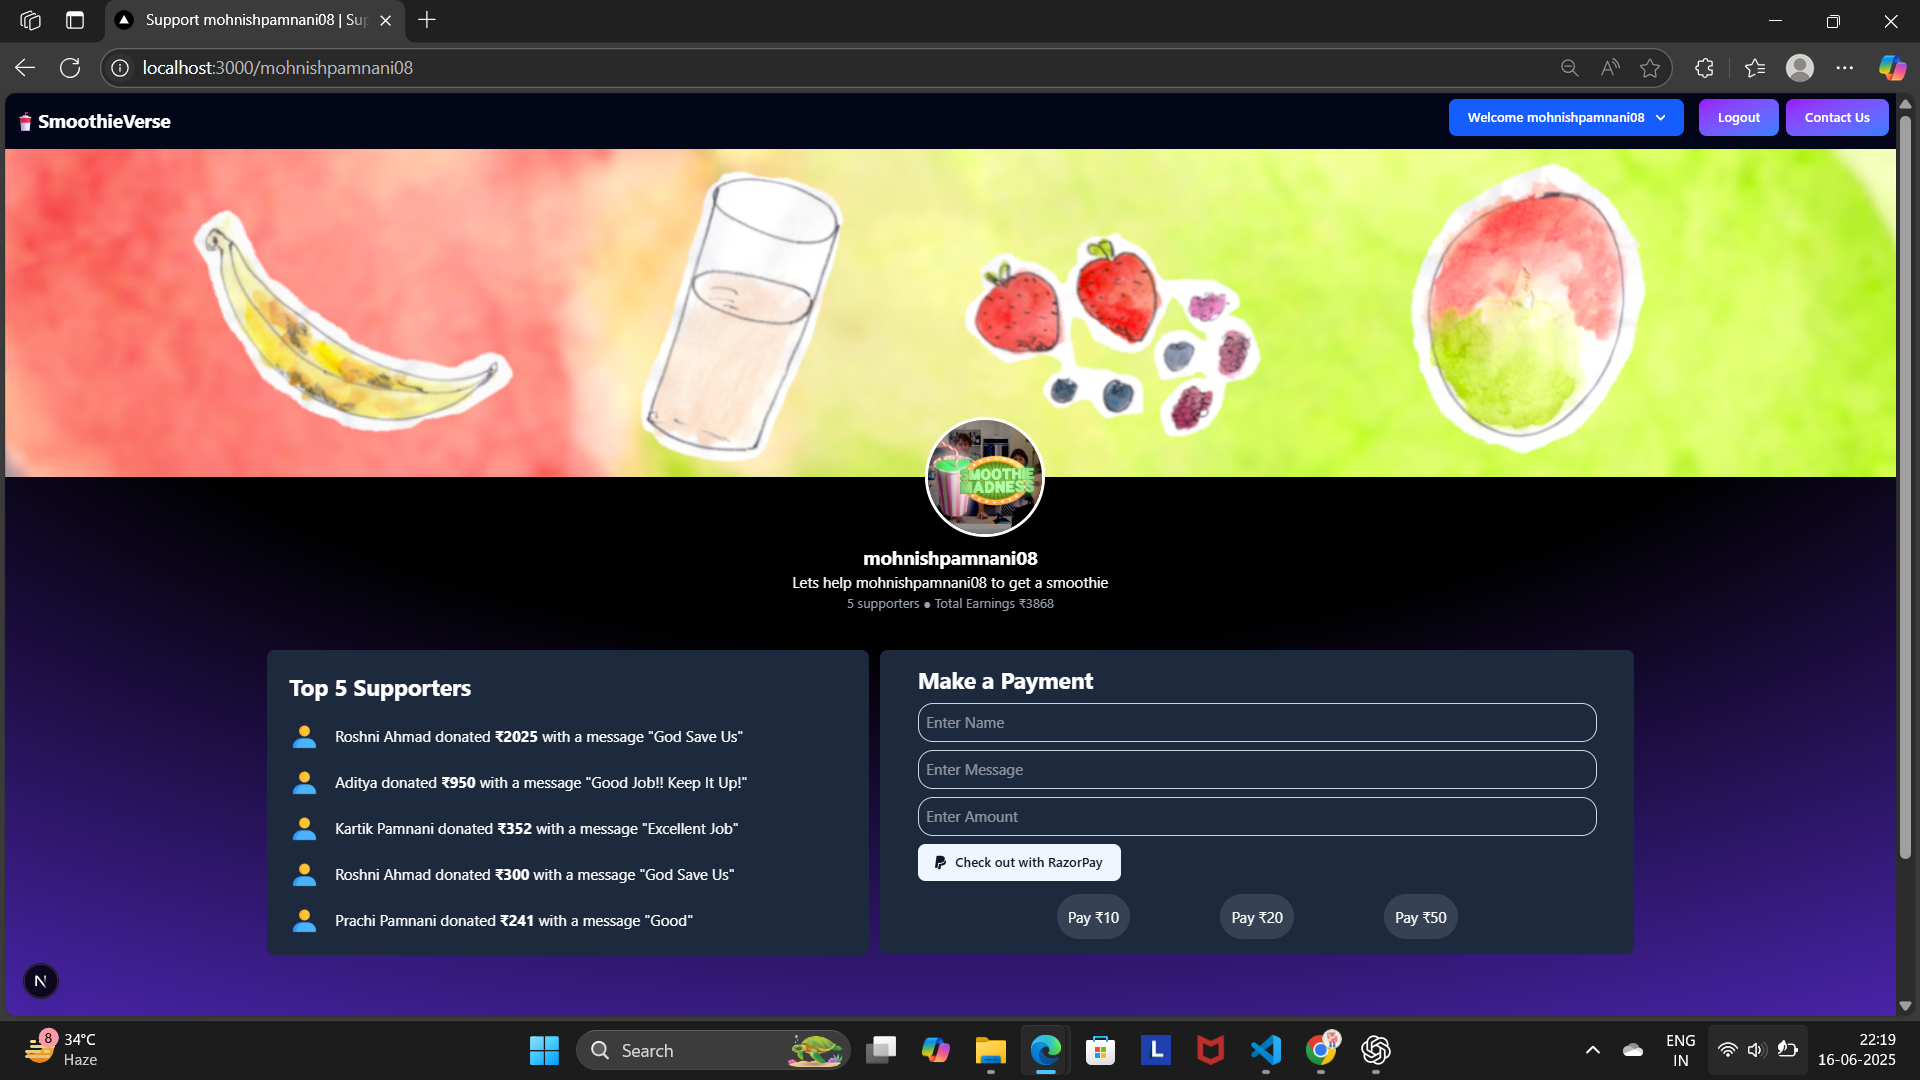 Support mohnishpamnani08 | Sup
localhost:3000/mohnishpamnani08
SmoothieVerse
Welcome mohnishpamnani08
Logout
Contact Us
SMOOTHIE
MADNESS
mohnishpamnani08
Lets help mohnishpamnani08 to get a smoothie
5 supporters ● Total Earnings ₹3868
Top 5 Supporters
Roshni Ahmad donated ₹2025 with a message "God Save Us"
Aditya donated ₹950 with a message "Good Job!! Keep It Up!"
Kartik Pamnani donated ₹352 with a message "Excellent Job"
Roshni Ahmad donated ₹300 with a message "God Save Us"
Prachi Pamnani donated ₹241 with a message "Good"
Make a Payment
Enter Name
Enter Message
Enter Amount
Check out with RazorPay
Pay ₹10
Pay ₹20
Pay ₹50
N
8
34°C
Haze
Search
L
ENG
IN
22:19
16-06-2025